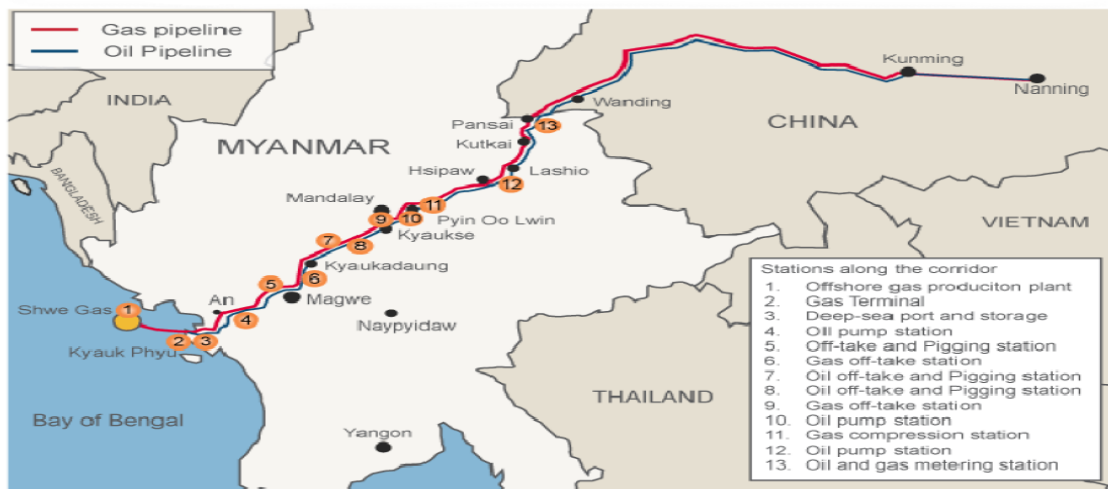 Gas pipeline
Oil Pipeline
INDIA
MYANMAR
BANGLADESH
Kunming
Nanning
Wanding
Pansai
CHINA
Kutkai
Hsipaw
Lashio
Mandalay
Pyin Oo Lwin
VIETNAM
Kyaukse
Kyaukadaung
Magwe
An
Shwe Gas
Naypyidaw
Kyauk Phyu
Bay of Bengal
Yangon
THAILAND
1
2
3
4
5
6
7
8
9
10
11
12
13
Stations along the corridor
1. Offshore gas produciton plant
2. Gas Terminal
3. Deep-sea port and storage
4. Oil pump station
5. Off-take and Pigging station
6. Gas off-take station
7. Oil off-take and Pigging station
8. Oil off-take and Pigging station
9. Gas off-take station
10. Oil pump station
11. Gas compression station
12. Oil pump station
13. Oil and gas metering station